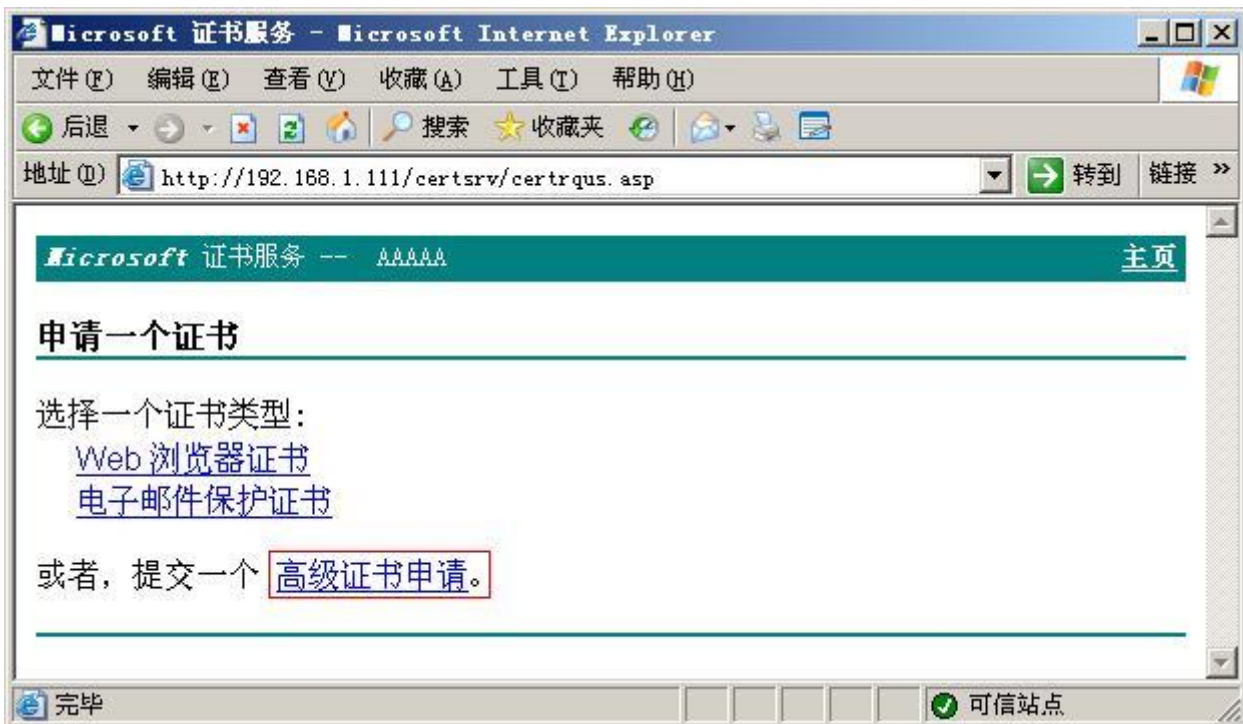 Microsoft 证书服务 - Microsoft Internet Explorer
文件(F) 编辑(E) 查看(V) 收藏(A) 工具(T) 帮助(H)
后退 搜索 收藏夹
地址(D) http://192.168.1.111/certsrv/certrqus.asp 转到 链接 »
Microsoft 证书服务 -- AAAAA 主页
申请一个证书
选择一个证书类型:
Web 浏览器证书
电子邮件保护证书
或者，提交一个 高级证书申请。
完毕 可信站点